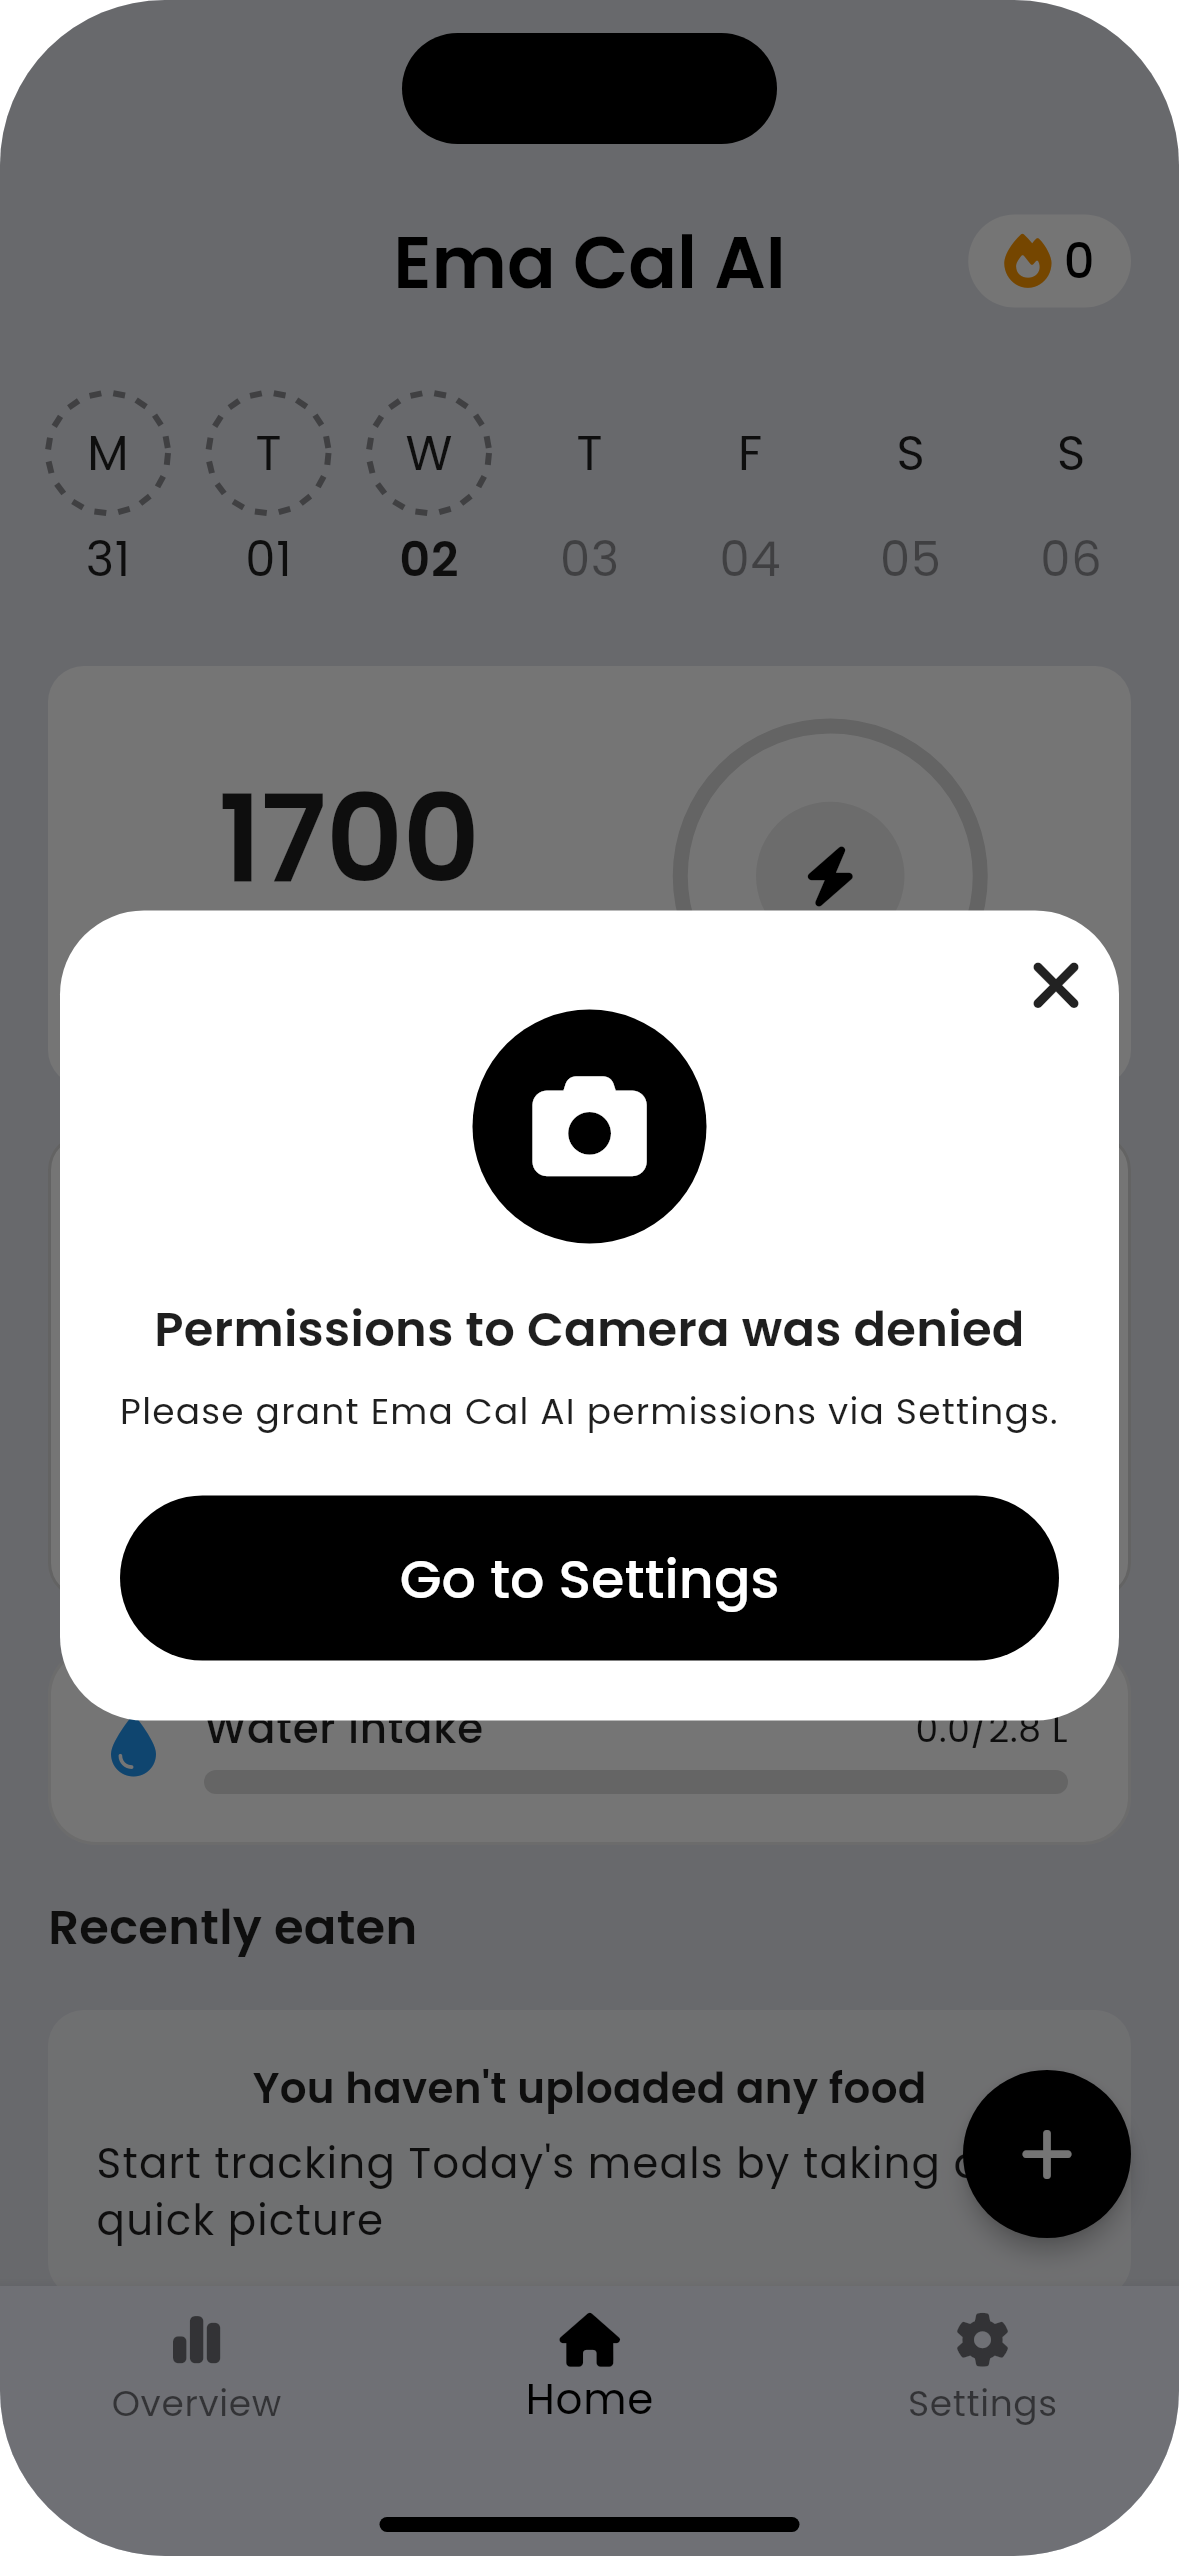 Ema Cal AI
0
M T W T F S S
31 01 02 03 04 05 06
1700
Permissions to Camera was denied
Please grant Ema Cal AI permissions via Settings.
Go to Settings
Water Intake 0.0/2.8 L
Recently eaten
You haven't uploaded any food
Start tracking Today's meals by taking
quick picture
Overview Home Settings